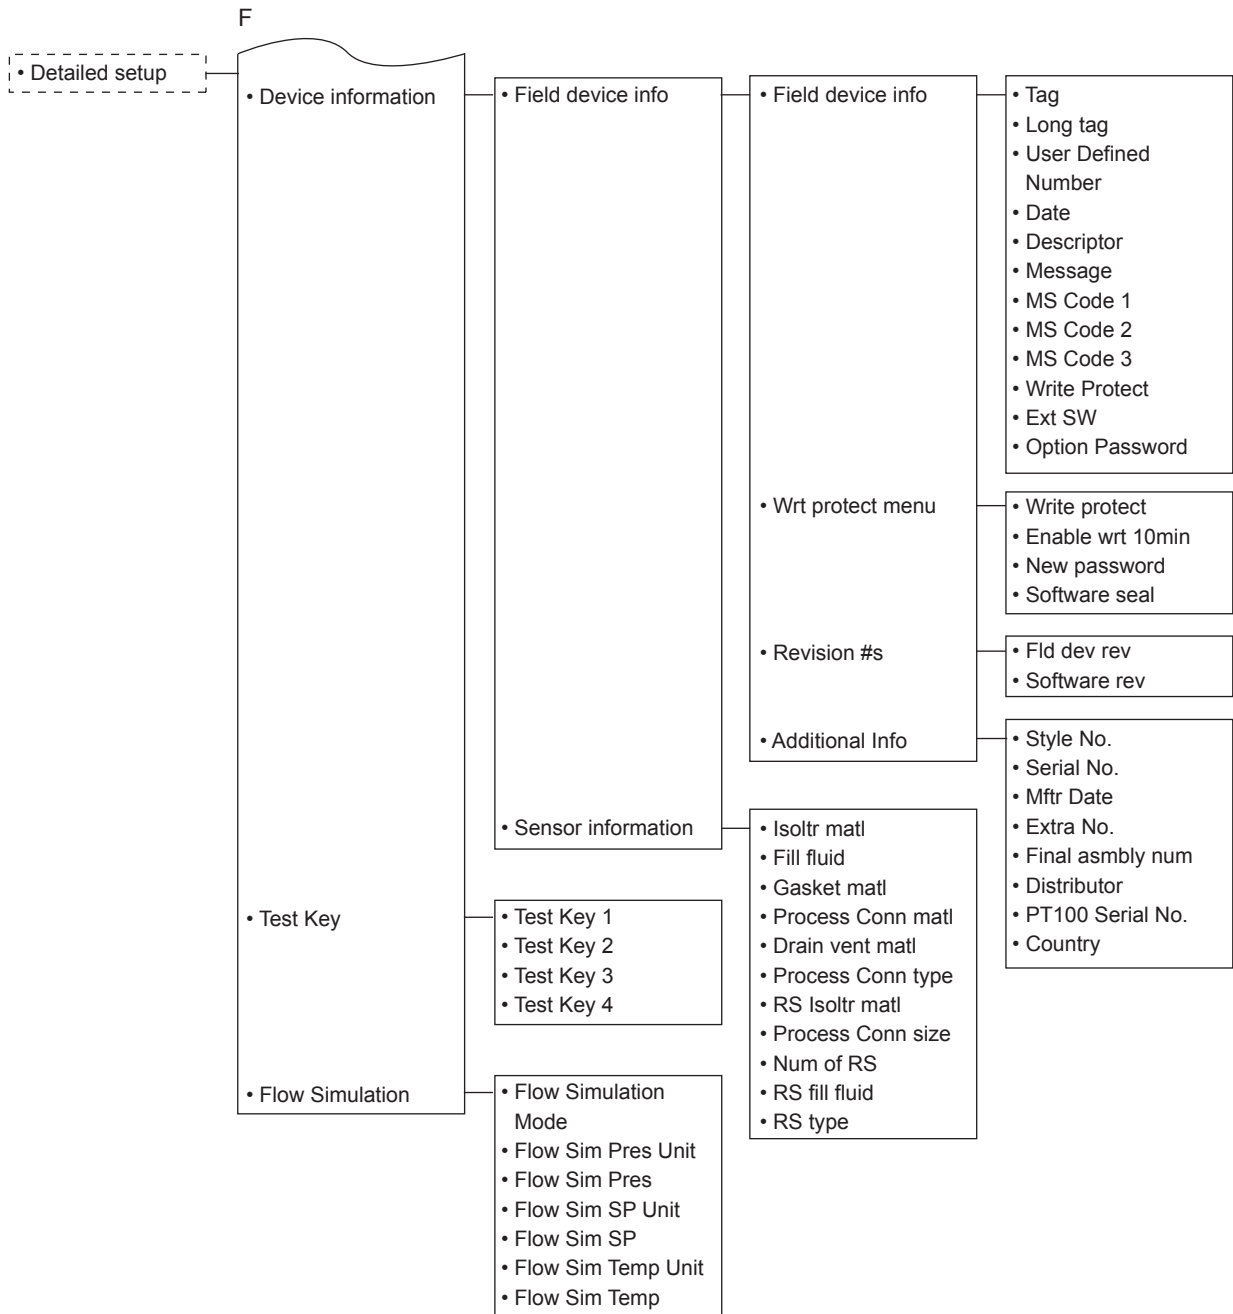 F
• Detailed setup
• Device information
• Test Key
• Flow Simulation
• Field device info
• Sensor information
• Test Key 1
• Test Key 2
• Test Key 3
• Test Key 4
• Flow Simulation
Mode
• Flow Sim Pres Unit
• Flow Sim Pres
• Flow Sim SP Unit
• Flow Sim SP
• Flow Sim Temp Unit
• Flow Sim Temp
• Field device info
• Wrt protect menu
• Revision #s
• Additional Info
• Isoltr matl
• Fill fluid
• Gasket matl
• Process Conn matl
• Drain vent matl
• Process Conn type
• RS Isoltr matl
• Process Conn size
• Num of RS
• RS fill fluid
• RS type
• Tag
• Long tag
• User Defined
Number
• Date
• Descriptor
• Message
• MS Code 1
• MS Code 2
• MS Code 3
• Write Protect
• Ext SW
• Option Password
• Write protect
• Enable wrt 10min
• New password
• Software seal
• Fld dev rev
• Software rev
• Style No.
• Serial No.
• Mftr Date
• Extra No.
• Final asmbly num
• Distributor
• PT100 Serial No.
• Country